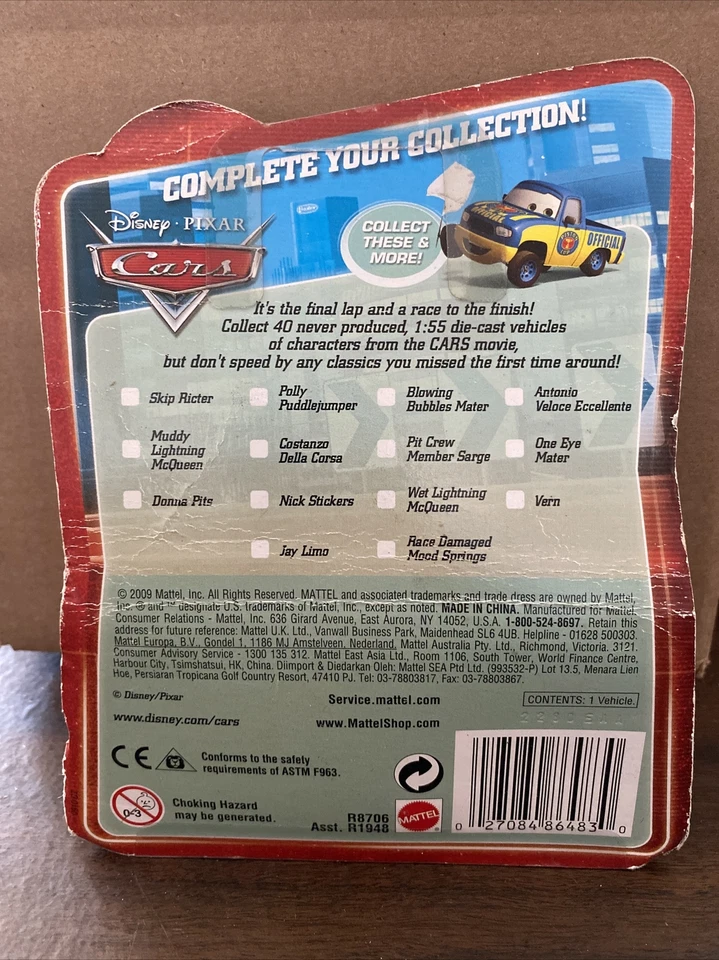 COMPLETE YOUR COLLECTION!
Disney · PIXAR
Cars
COLLECT
THESE &
MORE!
OFFICIAL
OFFICIAL
It's the final lap and a race to the finish!
Collect 40 never produced, 1:55 die-cast vehicles
of characters from the CARS movie,
but don't speed by any classics you missed the first time around!
Skip Ricter
Polly
Puddlejumper
Blowing
Bubbles Mater
Antonio
Veloce Eccellente
Muddy
Lightning
McQueen
Costanzo
Della Corsa
Pit Crew
Member Sarge
One Eye
Mater
Donna Pits
Nick Stickers
Wet Lightning
McQueen
Vern
Jay Limo
Race Damaged
Mood Springs
© 2009 Mattel, Inc. All Rights Reserved. MATTEL and associated trademarks and trade dress are owned by Mattel,
Inc. ® and ™ designate U.S. trademarks of Mattel, Inc., except as noted. MADE IN CHINA. Manufactured for Mattel.
Consumer Relations - Mattel, Inc. 636 Girard Avenue, East Aurora, NY 14052, U.S.A. 1-800-524-8697. Retain this
address for future reference: Mattel U.K. Ltd., Vanwall Business Park, Maidenhead SL6 4UB. Helpline - 01628 500303.
Mattel Europa, B.V., Gondel 1, 1186 MJ Amstelveen, Nederland. Mattel Australia Pty. Ltd., Richmond, Victoria. 3121.
Consumer Advisory Service - 1300 135 312. Mattel East Asia Ltd., Room 1106, South Tower, World Finance Centre,
Harbour City, Tsimshatsui, HK, China. Diimport & Diedarkan Oleh: Mattel SEA Ptd Ltd. (993532-P) Lot 13.5, Menara Lien
Hoe, Persiaran Tropicana Golf Country Resort, 47410 PJ. Tel: 03-78803817, Fax: 03-78803867.
© Disney/Pixar
Service.mattel.com
CONTENTS: 1 Vehicle.
www.disney.com/cars
www.MattelShop.com
CE
Conforms to the safety
requirements of ASTM F963.
0-3
Choking Hazard
may be generated.
R8706
Asst. R1948
MATTEL
0 27084 86483 0